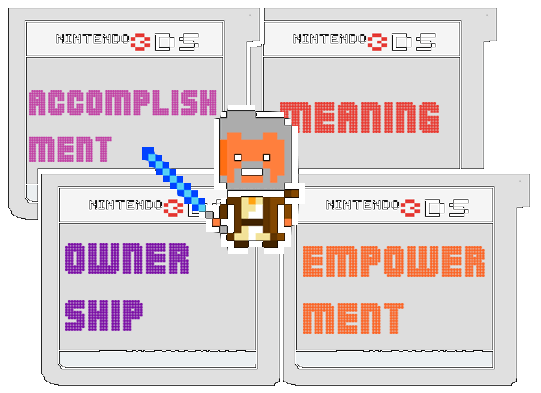 NINTENDO 3DS
ACCOMPLISH
MENT
NINTENDO 3DS
MEANING
NINTENDO 3DS
OWNER
SHIP
NINTENDO 3DS
EMPOWER
MENT